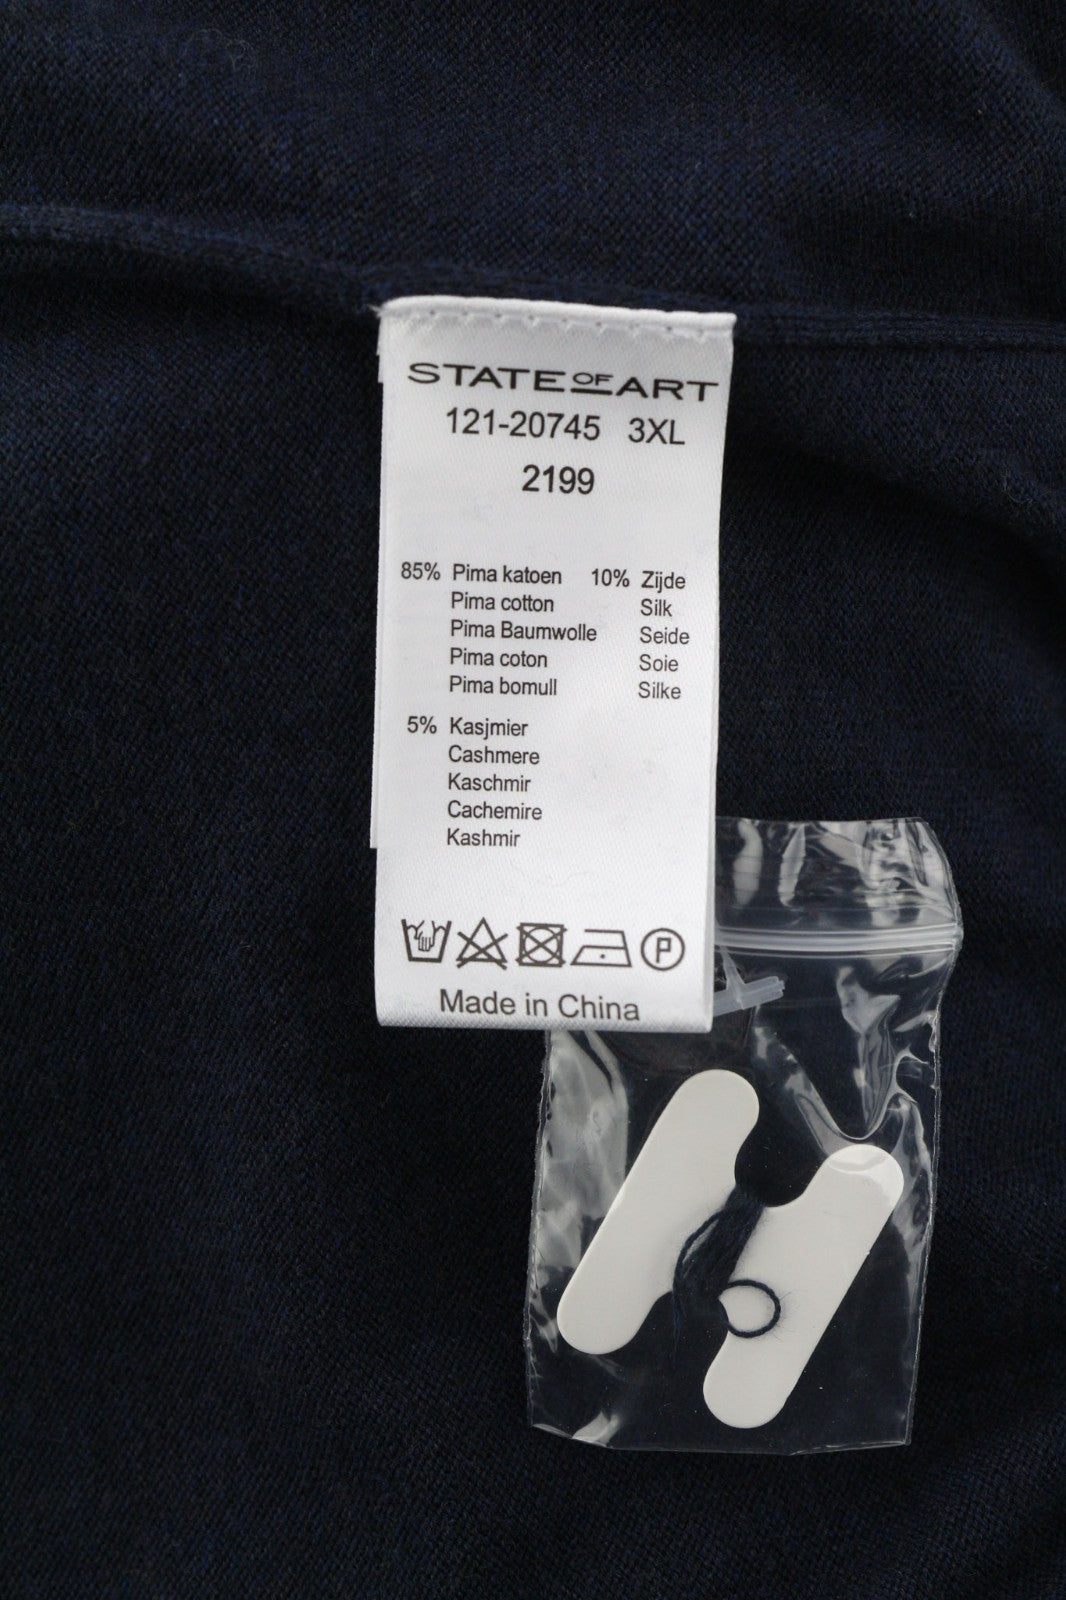 STATE OF ART
121-20745 3XL
2199
85% Pima katoen 10% Zijde
Pima cotton Silk
Pima Baumwolle Seide
Pima coton Soie
Pima bomull Silke
5% Kasjmier
Cashmere
Kaschmir
Cachemire
Kashmir
P
Made in China